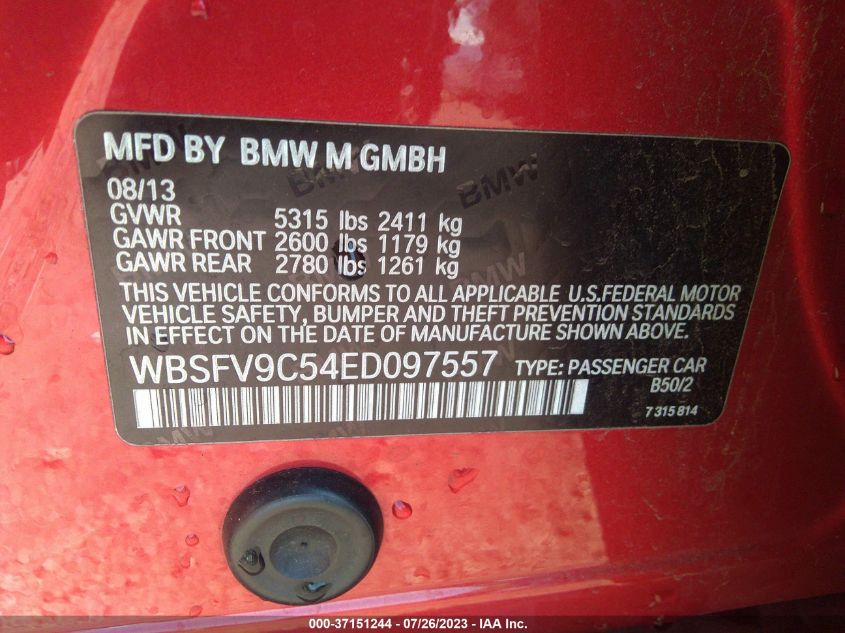 MFD BY BMW M GMBH
08/13
GVWR 5315 lbs 2411 kg
GAWR FRONT 2600 lbs 1179 kg
GAWR REAR 2780 lbs 1261 kg
THIS VEHICLE CONFORMS TO ALL APPLICABLE U.S.FEDERAL MOTOR
VEHICLE SAFETY, BUMPER AND THEFT PREVENTION STANDARDS
IN EFFECT ON THE DATE OF MANUFACTURE SHOWN ABOVE.
WBSFV9C54ED097557 TYPE: PASSENGER CAR
B50/2
7 315 814
000-37151244 / 07/26/2023 - IAA Inc.